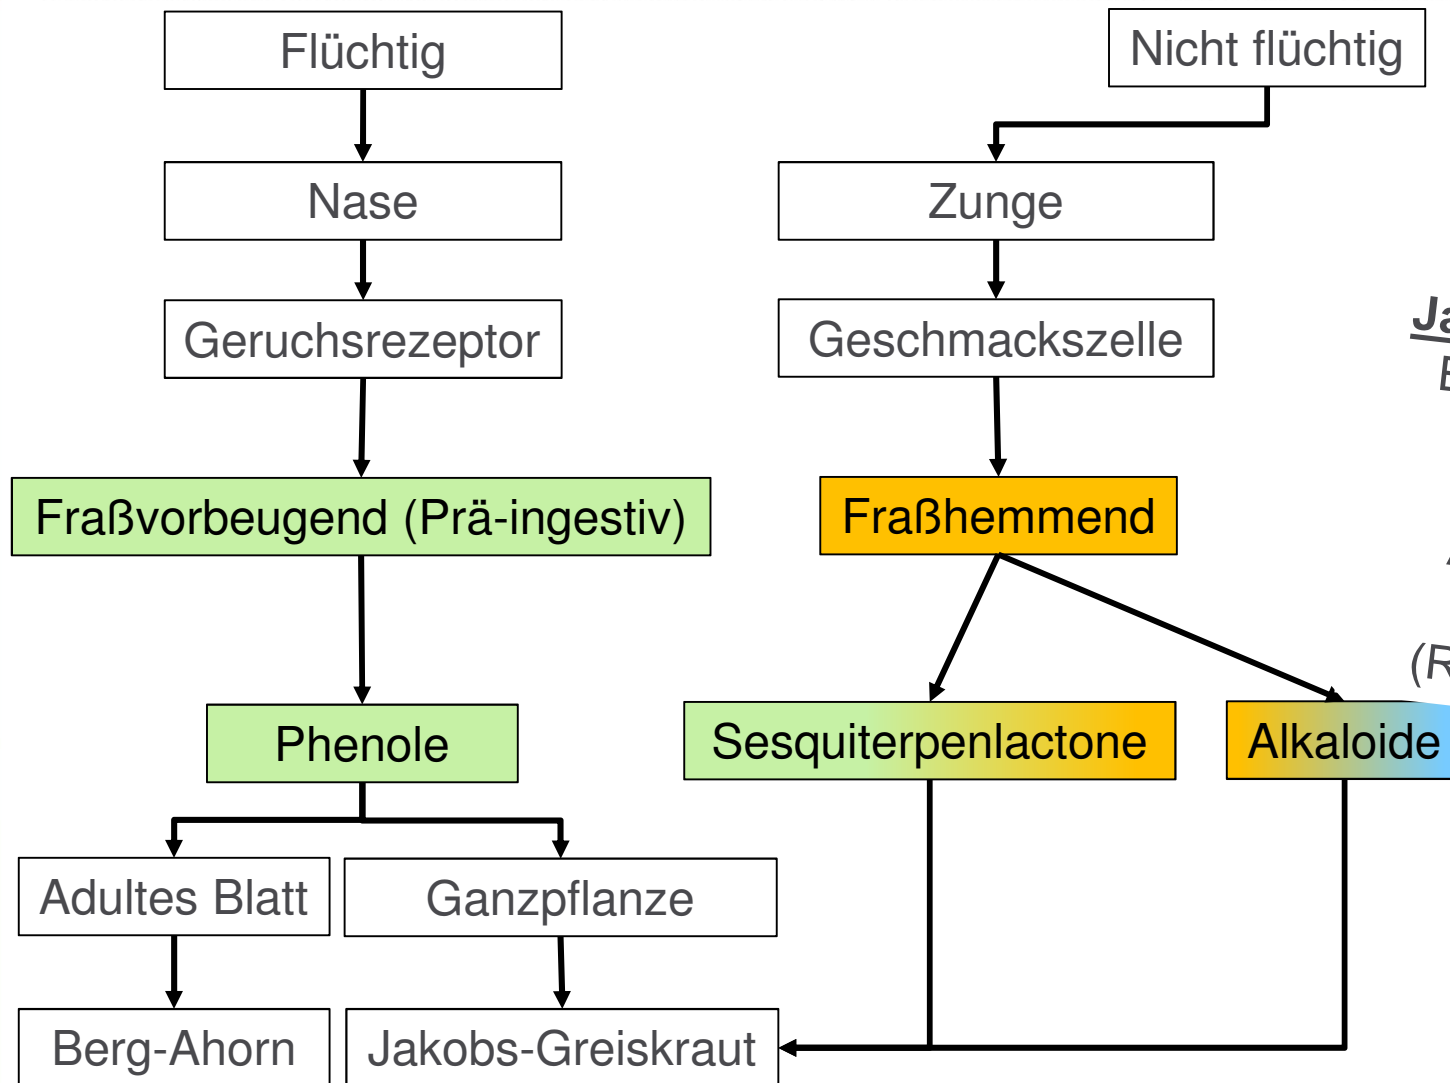 Flüchtig
Nicht flüchtig
Nase
Zunge
Geruchsrezeptor
Geschmackszelle
Fraßvorbeugend (Prä-ingestiv)
Fraßhemmend
Phenole
Sesquiterpenlactone
Alkaloide
Adultes Blatt
Ganzpflanze
Berg-Ahorn
Jakobs-Greiskraut